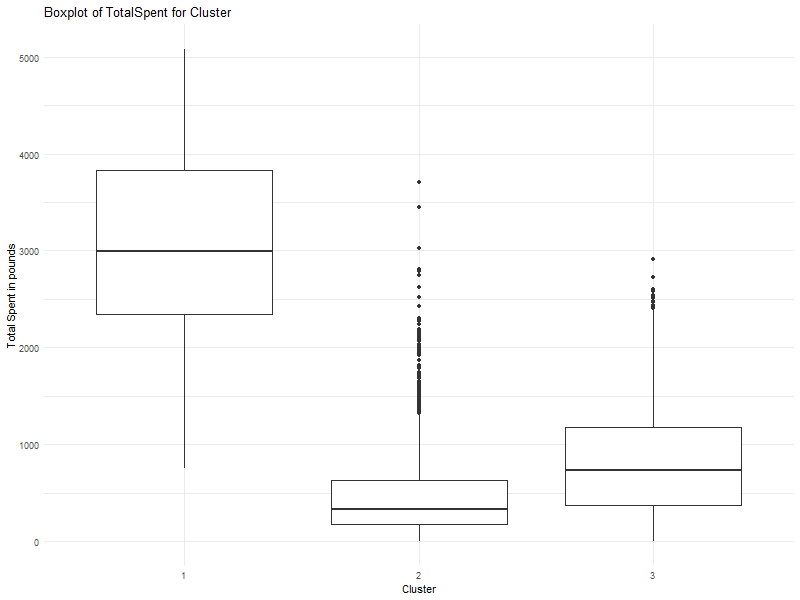 Boxplot of TotalSpent for Cluster
Total Spent in pounds
5000
4000
3000
2000
1000
0
1 2 3
Cluster